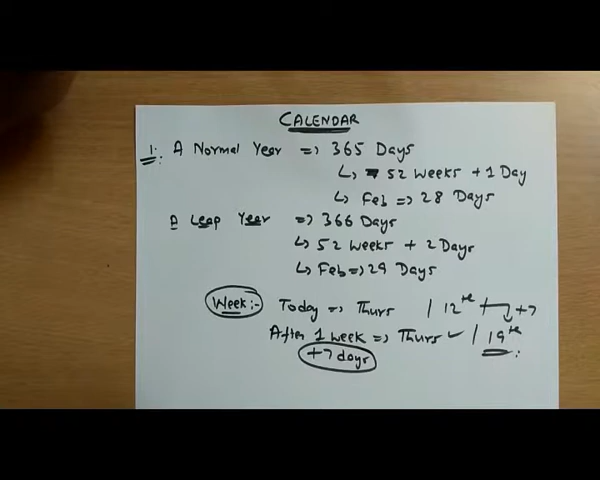 CALENDAR
1. A Normal Year => 365 Days
↳ 52 weeks + 1 Day
↳ Feb => 28 Days
A Leap Year => 366 Days
↳ 52 weeks + 2 Days
↳ Feb => 29 Days
Week:- Today => Thurs / 12th +7
After 1 week => Thurs ✓ / 19th
+7 days